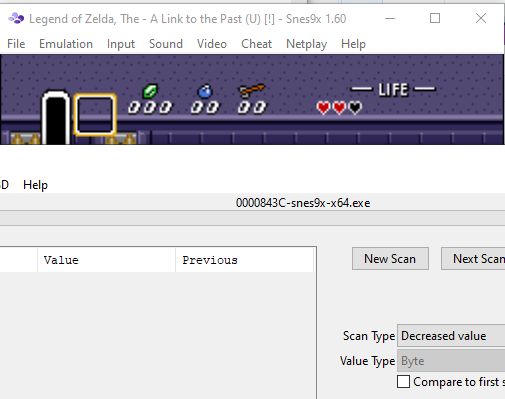 Legend of Zelda, The - A Link to the Past (U) [!] - Snes9x 1.60
File Emulation Input Sound Video Cheat Netplay Help
LIFE
000 00 00
3D Help
0000843C-snes9x-x64.exe
Value Previous
New Scan Next Scan
Scan Type Decreased value
Value Type Byte
Compare to first s